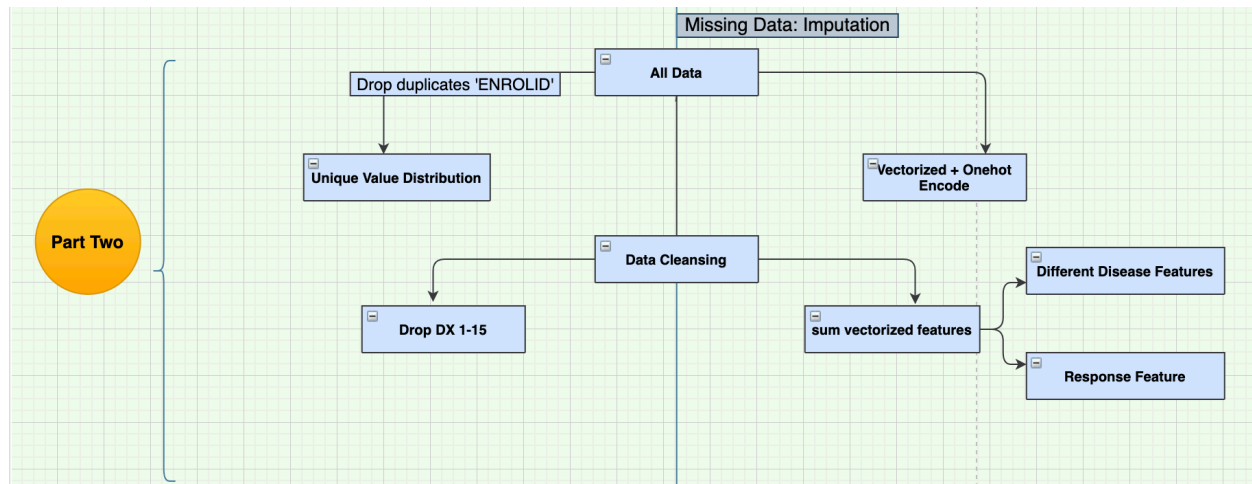 Missing Data: Imputation
All Data
Drop duplicates 'ENROLID'
Unique Value Distribution
Vectorized + Onehot
Encode
Part Two
Data Cleansing
Different Disease Features
Drop DX 1-15
sum vectorized features
Response Feature